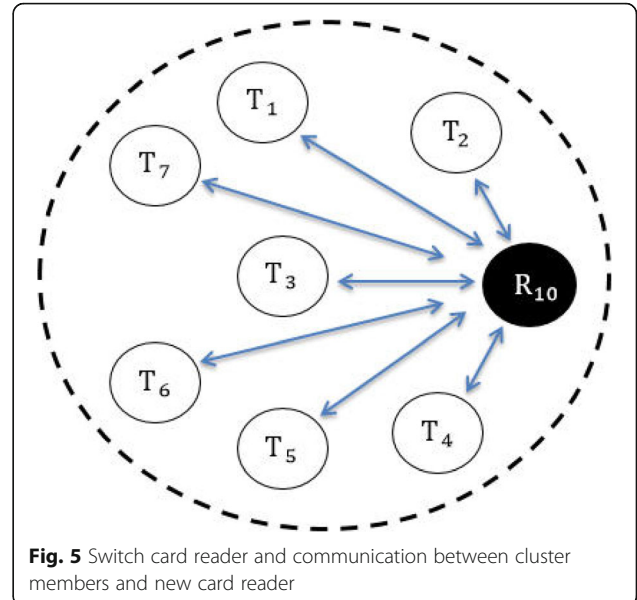 T₁
T₂
T₇
T₃
R₁₀
T₆
T₅
T₄
Fig. 5 Switch card reader and communication between cluster
members and new card reader